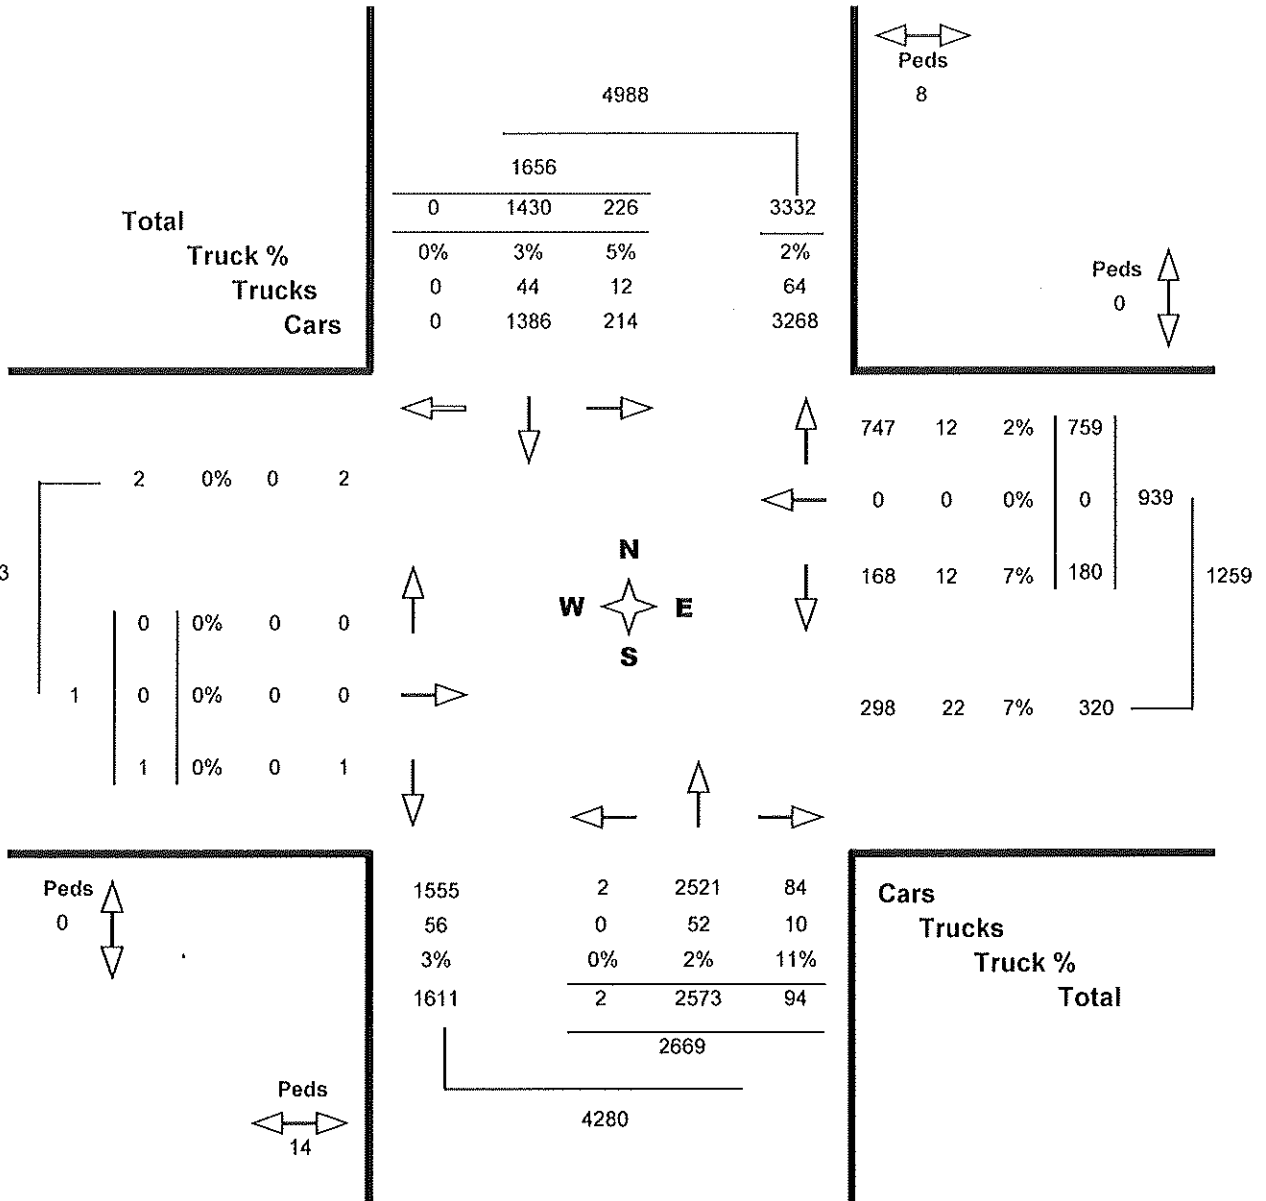 Peds
8
4988
1656
0 1430 226 3332
Total
0% 3% 5% 2%
Truck %
0 44 12 64
Trucks
0 1386 214 3268
Cars
Peds
0
747 12 2% 759
2 0% 0 2
0 0 0% 0 939
N
3
168 12 7% 180 1259
W E
0 0% 0 0
S
1 0 0% 0 0
298 22 7% 320
1 0% 0 1
Peds
0
1555 2 2521 84
Cars
56 0 52 10
Trucks
3% 0% 2% 11%
Truck %
1611 2 2573 94
Total
2669
Peds
14
4280